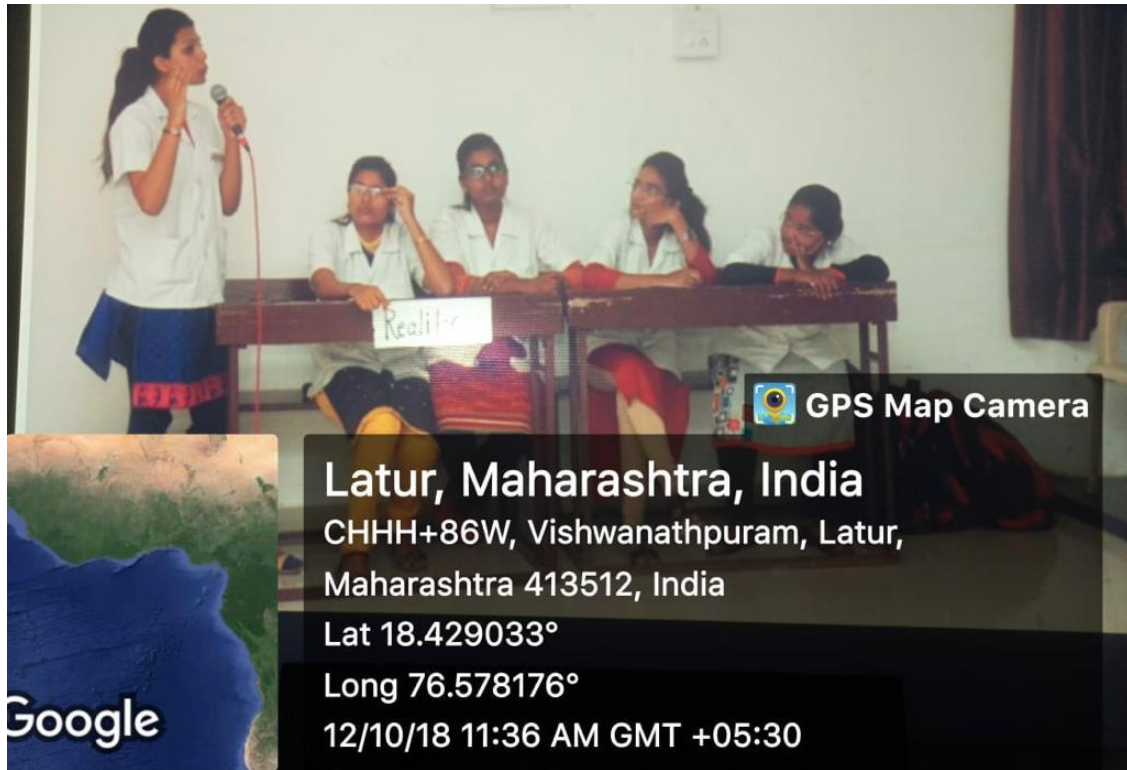 Reality
GPS Map Camera
Latur, Maharashtra, India
CHHH+86W, Vishwanathpuram, Latur,
Maharashtra 413512, India
Lat 18.429033°
Long 76.578176°
12/10/18 11:36 AM GMT +05:30
Google